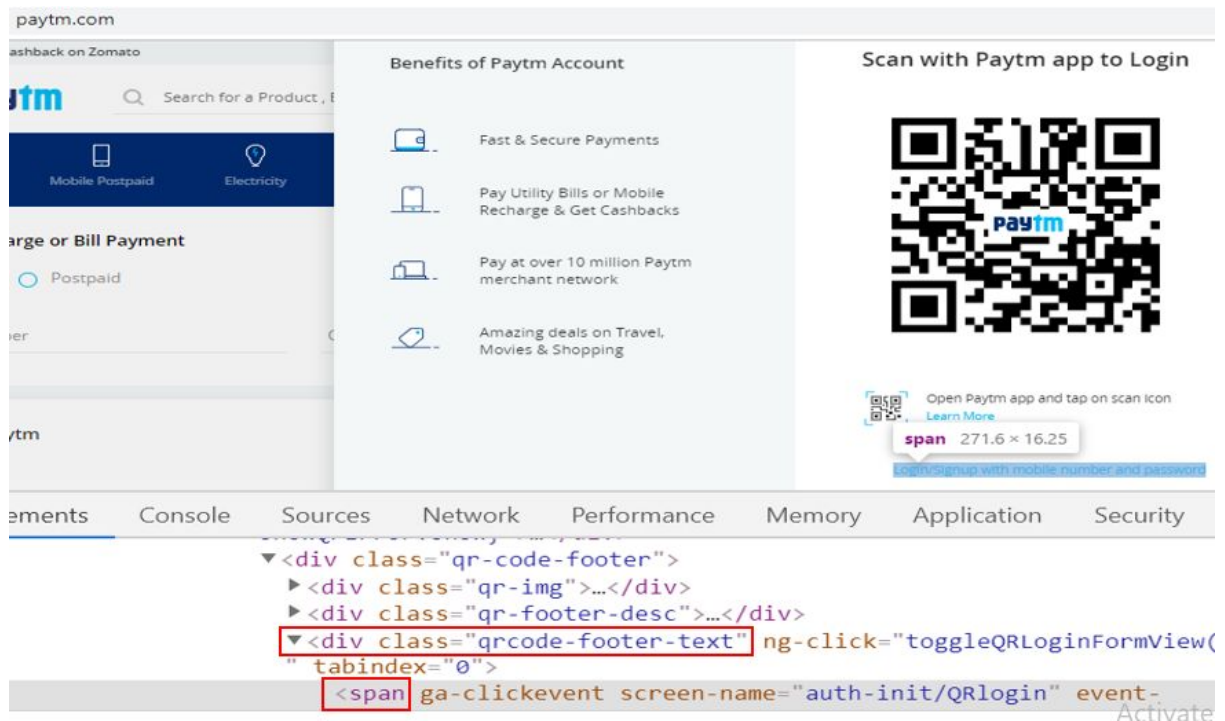 paytm.com
ashback on Zomato
ytm
Search for a Product , E
Mobile Postpaid
Electricity
arge or Bill Payment
Postpaid
ber
ytm
Benefits of Paytm Account
Fast & Secure Payments
Pay Utility Bills or Mobile
Recharge & Get Cashbacks
Pay at over 10 million Paytm
merchant network
Amazing deals on Travel,
Movies & Shopping
Scan with Paytm app to Login
paytm
Open Paytm app and tap on scan icon
Learn More
span 271.6 × 16.25
Login/Signup with mobile number and password
ements Console Sources Network Performance Memory Application Security
▼<div class="qr-code-footer">
▶<div class="qr-img">…</div>
▶<div class="qr-footer-desc">…</div>
▼<div class="qrcode-footer-text" ng-click="toggleQRLoginFormView(
" tabindex="0">
<span ga-clickevent screen-name="auth-init/QRlogin" event-
Activate